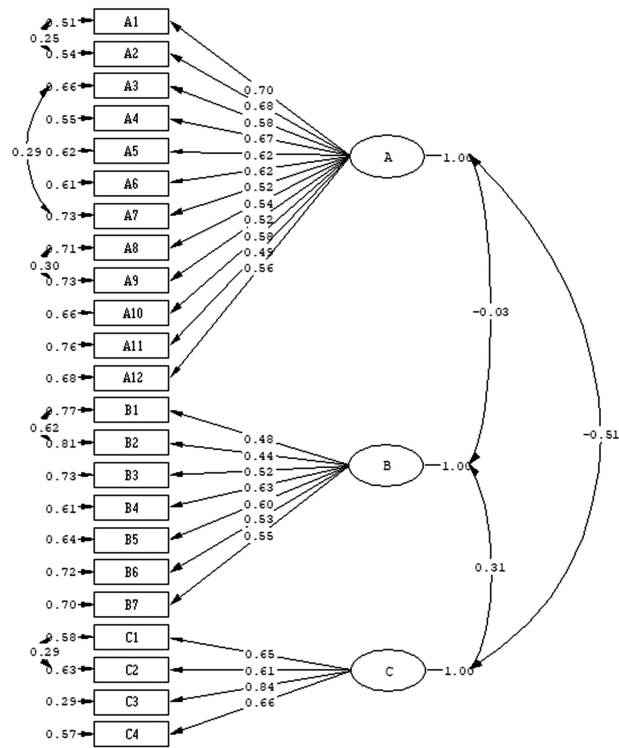 0.51 A1
0.25
0.54 A2
0.66 A3
0.70
0.68
0.55 A4
0.58
0.67
0.29 0.62 A5
0.62
A 1.00
0.61 A6
0.62
0.52
0.73 A7
0.54
0.52
0.71 A8
0.58
0.49
0.30
0.56
0.73 A9
0.66 A10
-0.03
0.76 A11
0.68 A12
0.77 B1
0.62
-0.51
0.81 B2
0.48
0.44
0.73 B3
0.52
B 1.00
0.63
0.61 B4
0.60
0.53
0.64 B5
0.55
0.72 B6
0.31
0.70 B7
0.58 C1
0.29
0.65
0.63 C2
0.61
C 1.00
0.84
0.29 C3
0.66
0.57 C4